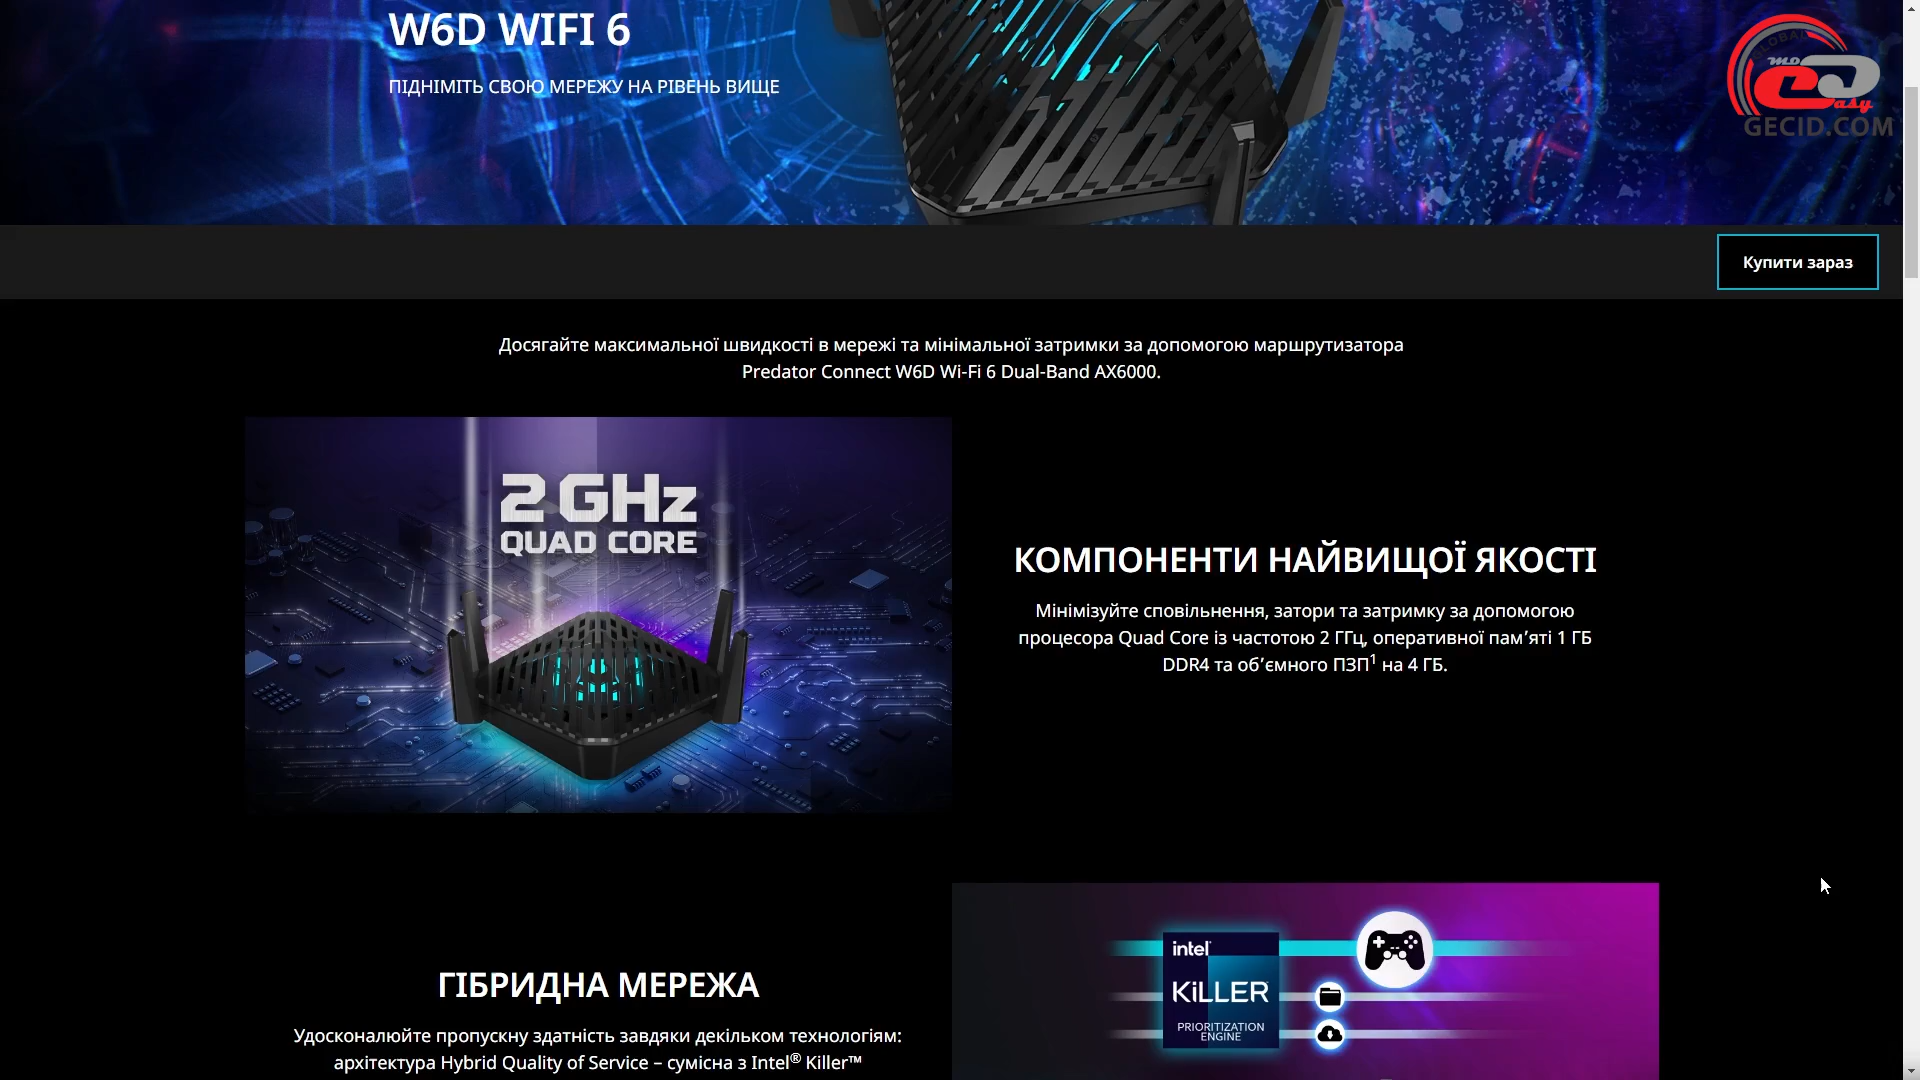 W6D WIFI 6
ПІДНІМІТЬ СВОЮ МЕРЕЖУ НА РІВЕНЬ ВИЩЕ
GLOBAL
easy
GECID.COM
Купити зараз
Досягайте максимальної швидкості в мережі та мінімальної затримки за допомогою маршрутизатора
Predator Connect W6D Wi-Fi 6 Dual-Band AX6000.
2 GHz
QUAD CORE
КОМПОНЕНТИ НАЙВИЩОЇ ЯКОСТІ
Мінімізуйте сповільнення, затори та затримку за допомогою
процесора Quad Core із частотою 2 ГГц, оперативної пам’яті 1 ГБ
DDR4 та об’ємного ПЗП1 на 4 ГБ.
ГІБРИДНА МЕРЕЖА
Удосконалюйте пропускну здатність завдяки декільком технологіям:
архітектура Hybrid Quality of Service – сумісна з Intel® Killer™
intel
KiLLER
PRIORITIZATION
ENGINE